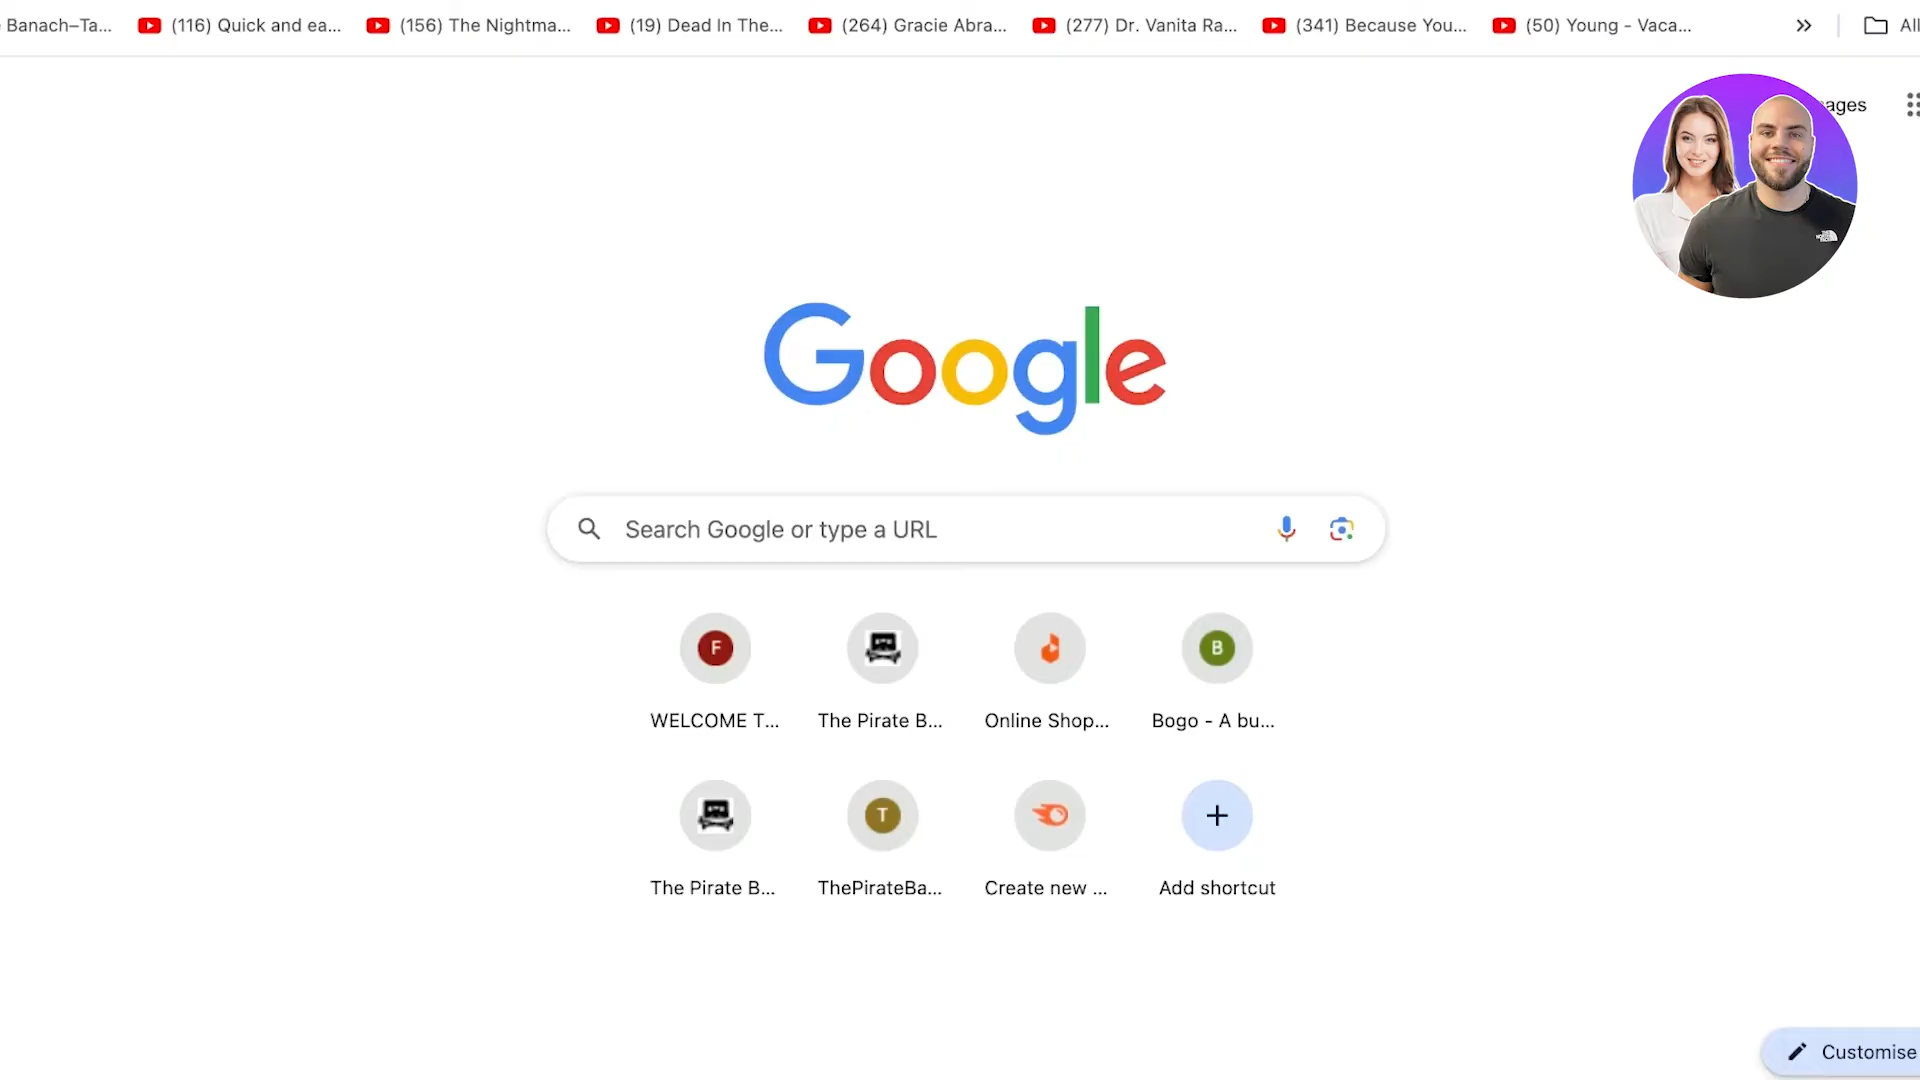 Banach–Ta... (116) Quick and ea... (156) The Nightma... (19) Dead In The... (264) Gracie Abra... (277) Dr. Vanita Ra... (341) Because You... (50) Young - Vaca... All
ages
Google
Search Google or type a URL
F B
WELCOME T... The Pirate B... Online Shop... Bogo - A bu...
T
The Pirate B... ThePirateBa... Create new ... Add shortcut
Customise